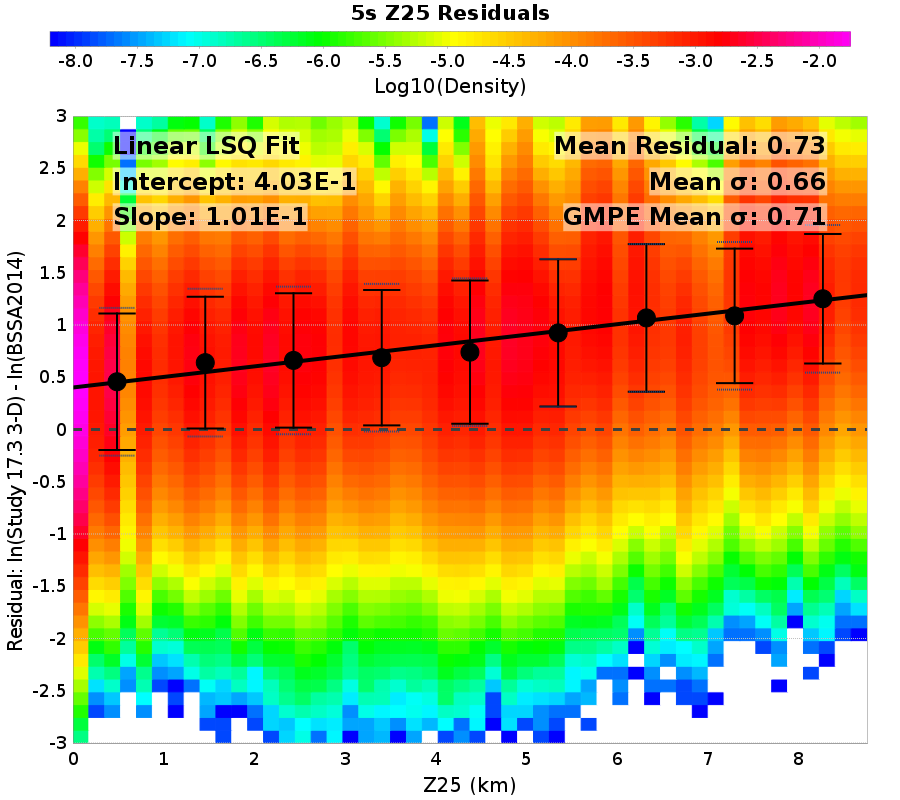 5s Z25 Residuals
-8.0 -7.5 -7.0 -6.5 -6.0 -5.5 -5.0 -4.5 -4.0 -3.5 -3.0 -2.5 -2.0
Log10(Density)
Linear LSQ Fit
Intercept: 4.03E-1
Slope: 1.01E-1
Mean Residual: 0.73
Mean σ: 0.66
GMPE Mean σ: 0.71
Residual: ln(Study 17.3 3-D) - ln(BSSA2014)
3
2.5
2
1.5
1
0.5
0
-0.5
-1
-1.5
-2
-2.5
-3
0 1 2 3 4 5 6 7 8
Z25 (km)